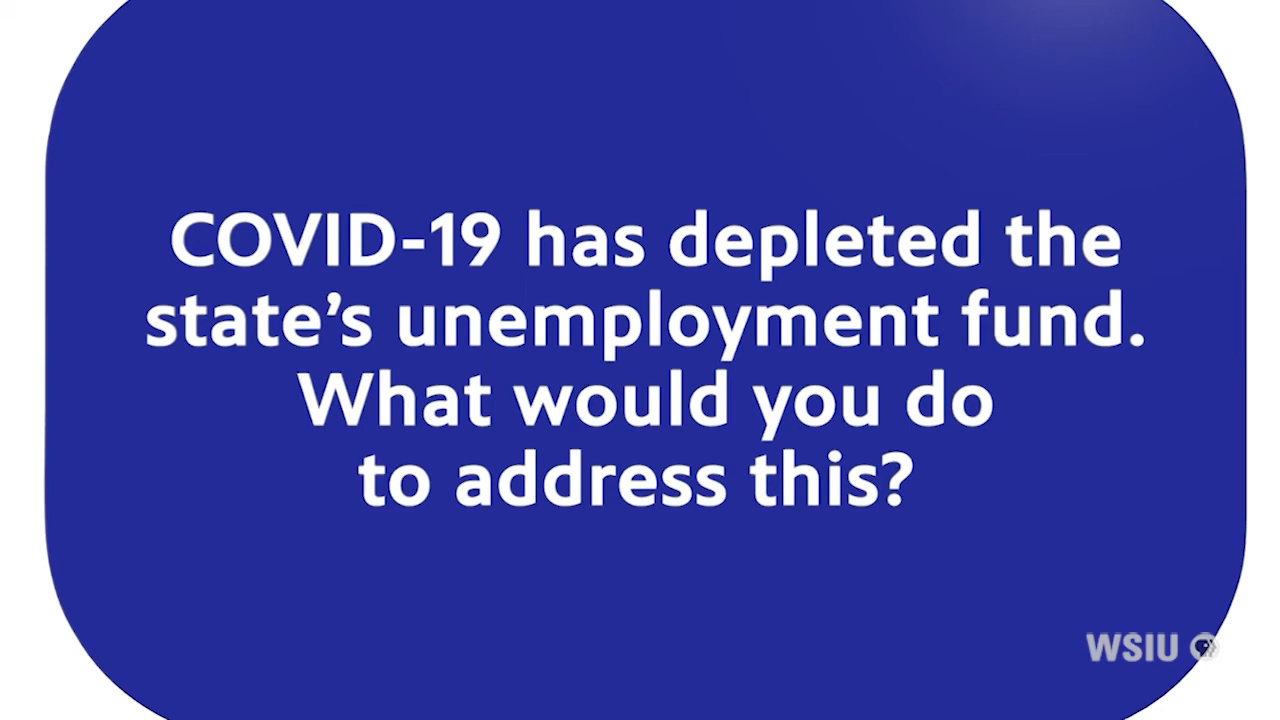 COVID-19 has depleted the
state’s unemployment fund.
What would you do
to address this?
WSIU